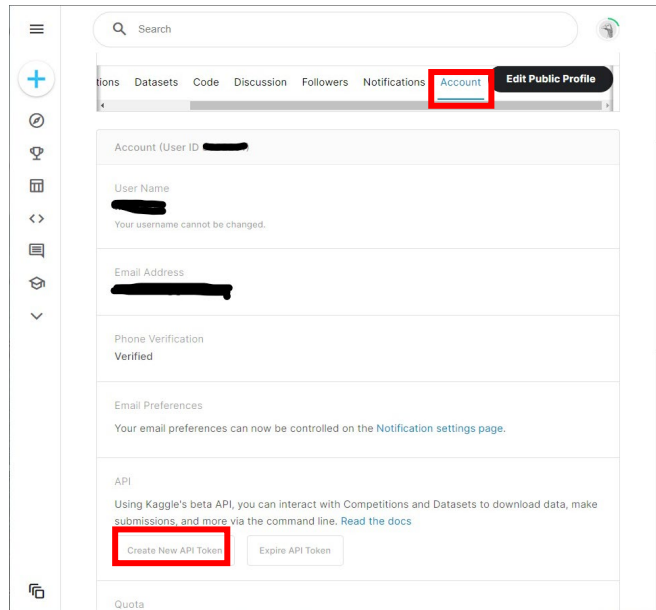 Search
tions Datasets Code Discussion Followers Notifications Account Edit Public Profile
Account (User ID
User Name
Your username cannot be changed.
Email Address
Phone Verification
Verified
Email Preferences
Your email preferences can now be controlled on the Notification settings page.
API
Using Kaggle's beta API, you can interact with Competitions and Datasets to download data, make
submissions, and more via the command line. Read the docs
Create New API Token Expire API Token
Quota